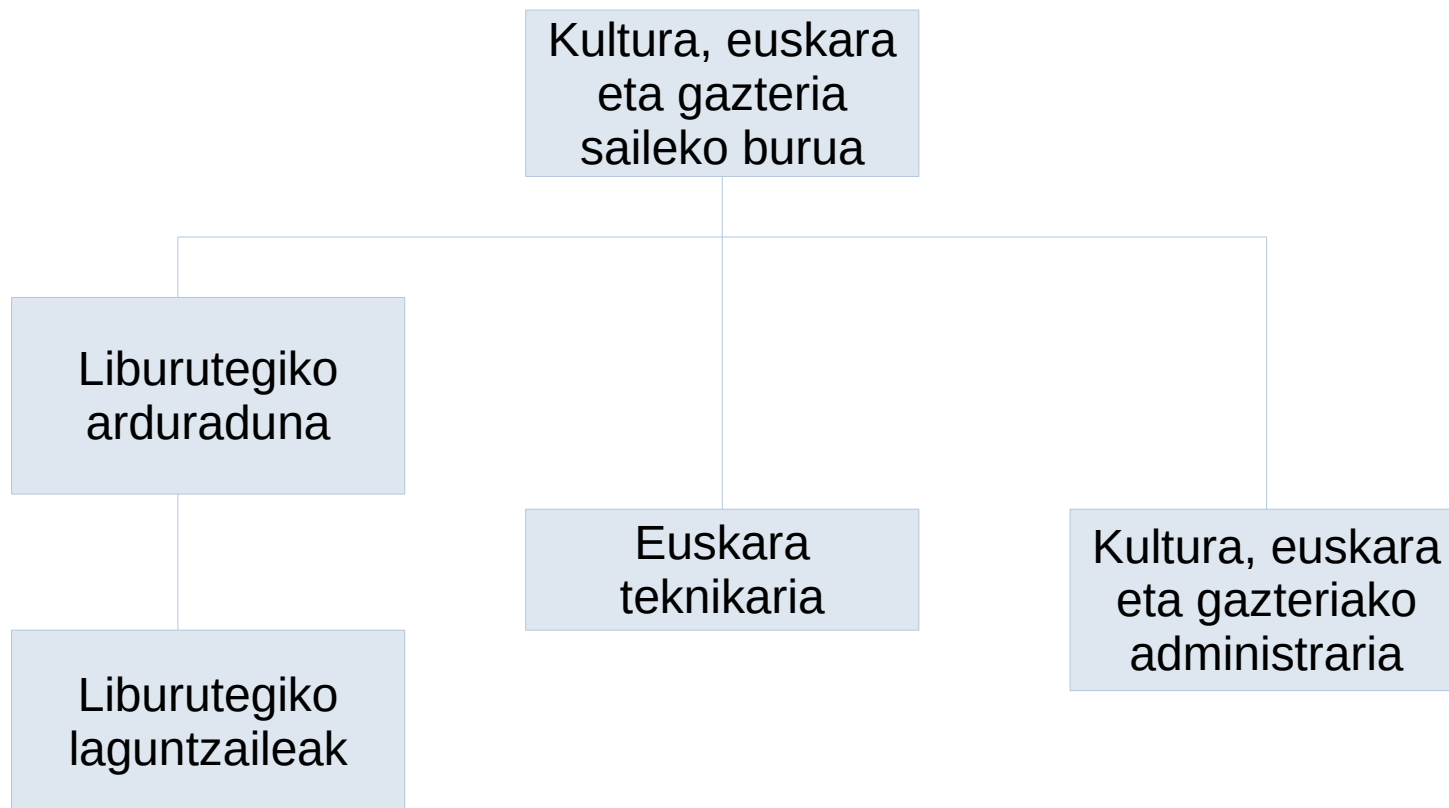 Kultura, euskara
eta gazteria
saileko burua
Liburutegiko
arduraduna
Euskara
teknikaria
Kultura, euskara
eta gazteriako
administraria
Liburutegiko
laguntzaileak